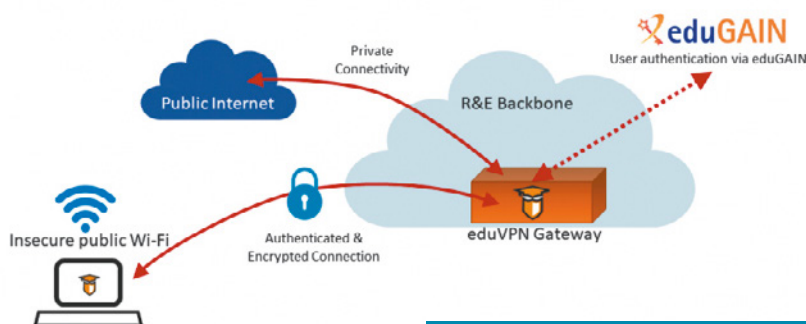 eduGAIN
User authentication via eduGAIN
Private
Connectivity
Public Internet
R&E Backbone
Insecure public Wi-Fi
Authenticated &
Encrypted Connection
eduVPN Gateway